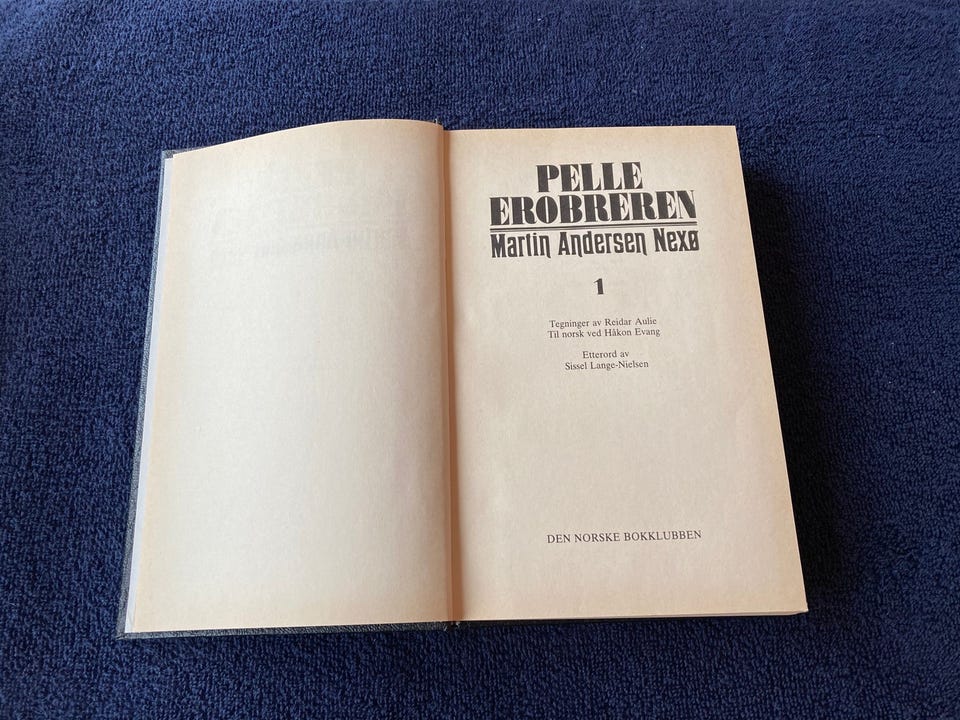 PELLE
EROBREREN
Martin Andersen Nexø
1
Tegninger av Reidar Aulie
Til norsk ved Håkon Evang
Etterord av
Sissel Lange-Nielsen
DEN NORSKE BOKKLUBBEN